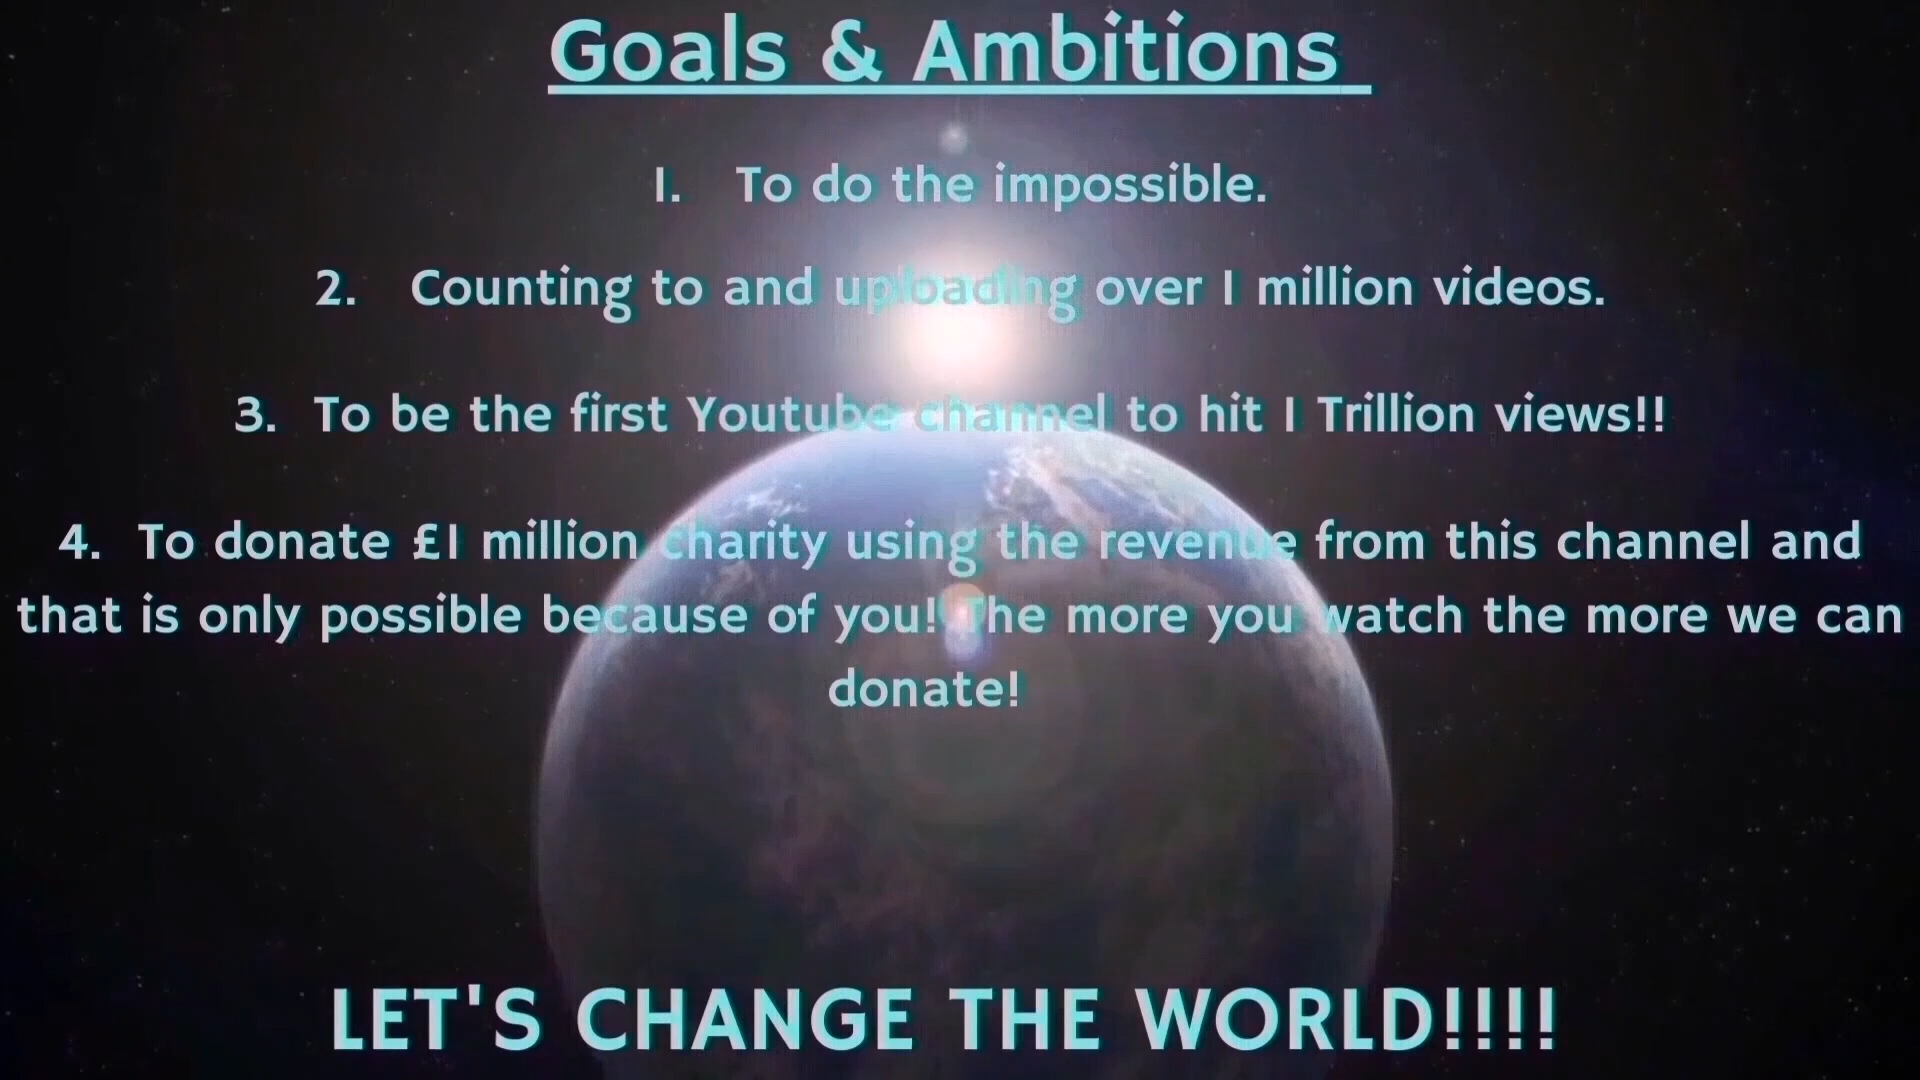 Goals & Ambitions
1. To do the impossible.
2. Counting to and uploading over 1 million videos.
3. To be the first Youtube channel to hit 1 Trillion views!!
4. To donate £1 million charity using the revenue from this channel and
that is only possible because of you! The more you watch the more we can
donate!
LET'S CHANGE THE WORLD!!!!